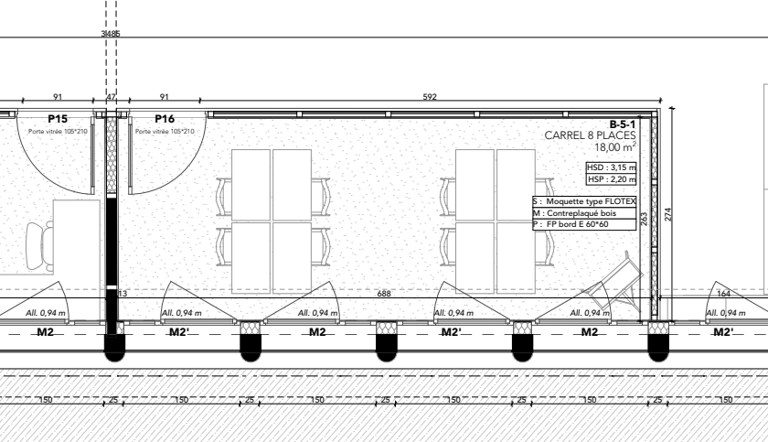 3485
91
47
91
592
P15
Porte vitrée 105*210
P16
Porte vitrée 105*210
B-5-1
CARREL 8 PLACES
18,00 m²
HSD : 3,15 m
HSP : 2,20 m
S : Moquette type FLOTEX
M : Contreplaqué bois
P : FP bord E 60*60
263
274
13
688
164
All. 0,94 m
All. 0,94 m
All. 0,94 m
All. 0,94 m
All. 0,94 m
All. 0,94 m
M2
M2'
M2
M2'
M2
M2'
150
25
150
25
150
25
150
25
150
25
150